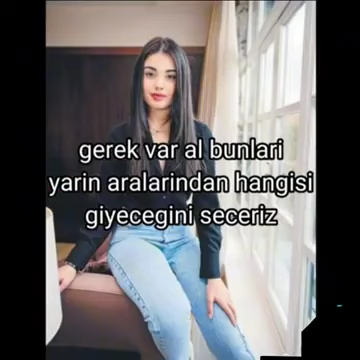 gerek var al bunlari
yarin aralarindan hangisi
giyecegini seceriz